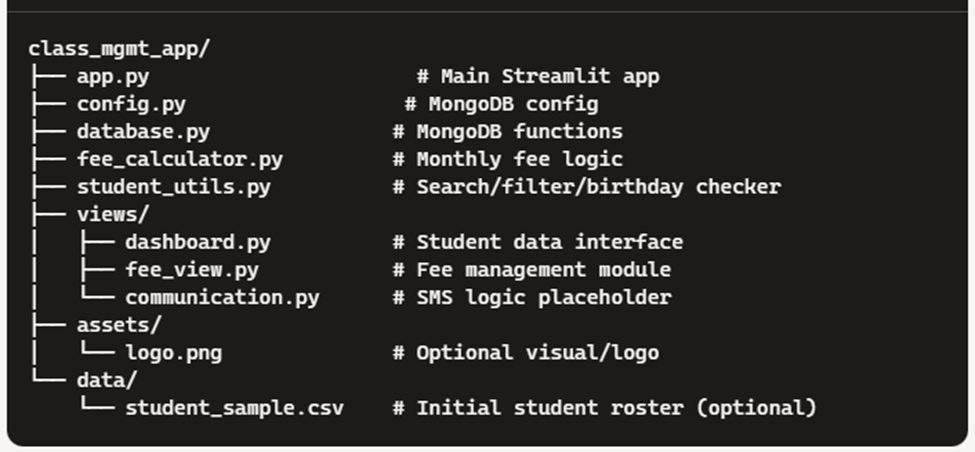 class_mgmt_app/
├── app.py                      # Main Streamlit app
├── config.py                  # MongoDB config
├── database.py               # MongoDB functions
├── fee_calculator.py         # Monthly fee logic
├── student_utils.py          # Search/filter/birthday checker
├── views/
│   ├── dashboard.py          # Student data interface
│   ├── fee_view.py           # Fee management module
│   └── communication.py      # SMS logic placeholder
├── assets/
│   └── logo.png              # Optional visual/logo
└── data/
    └── student_sample.csv    # Initial student roster (optional)